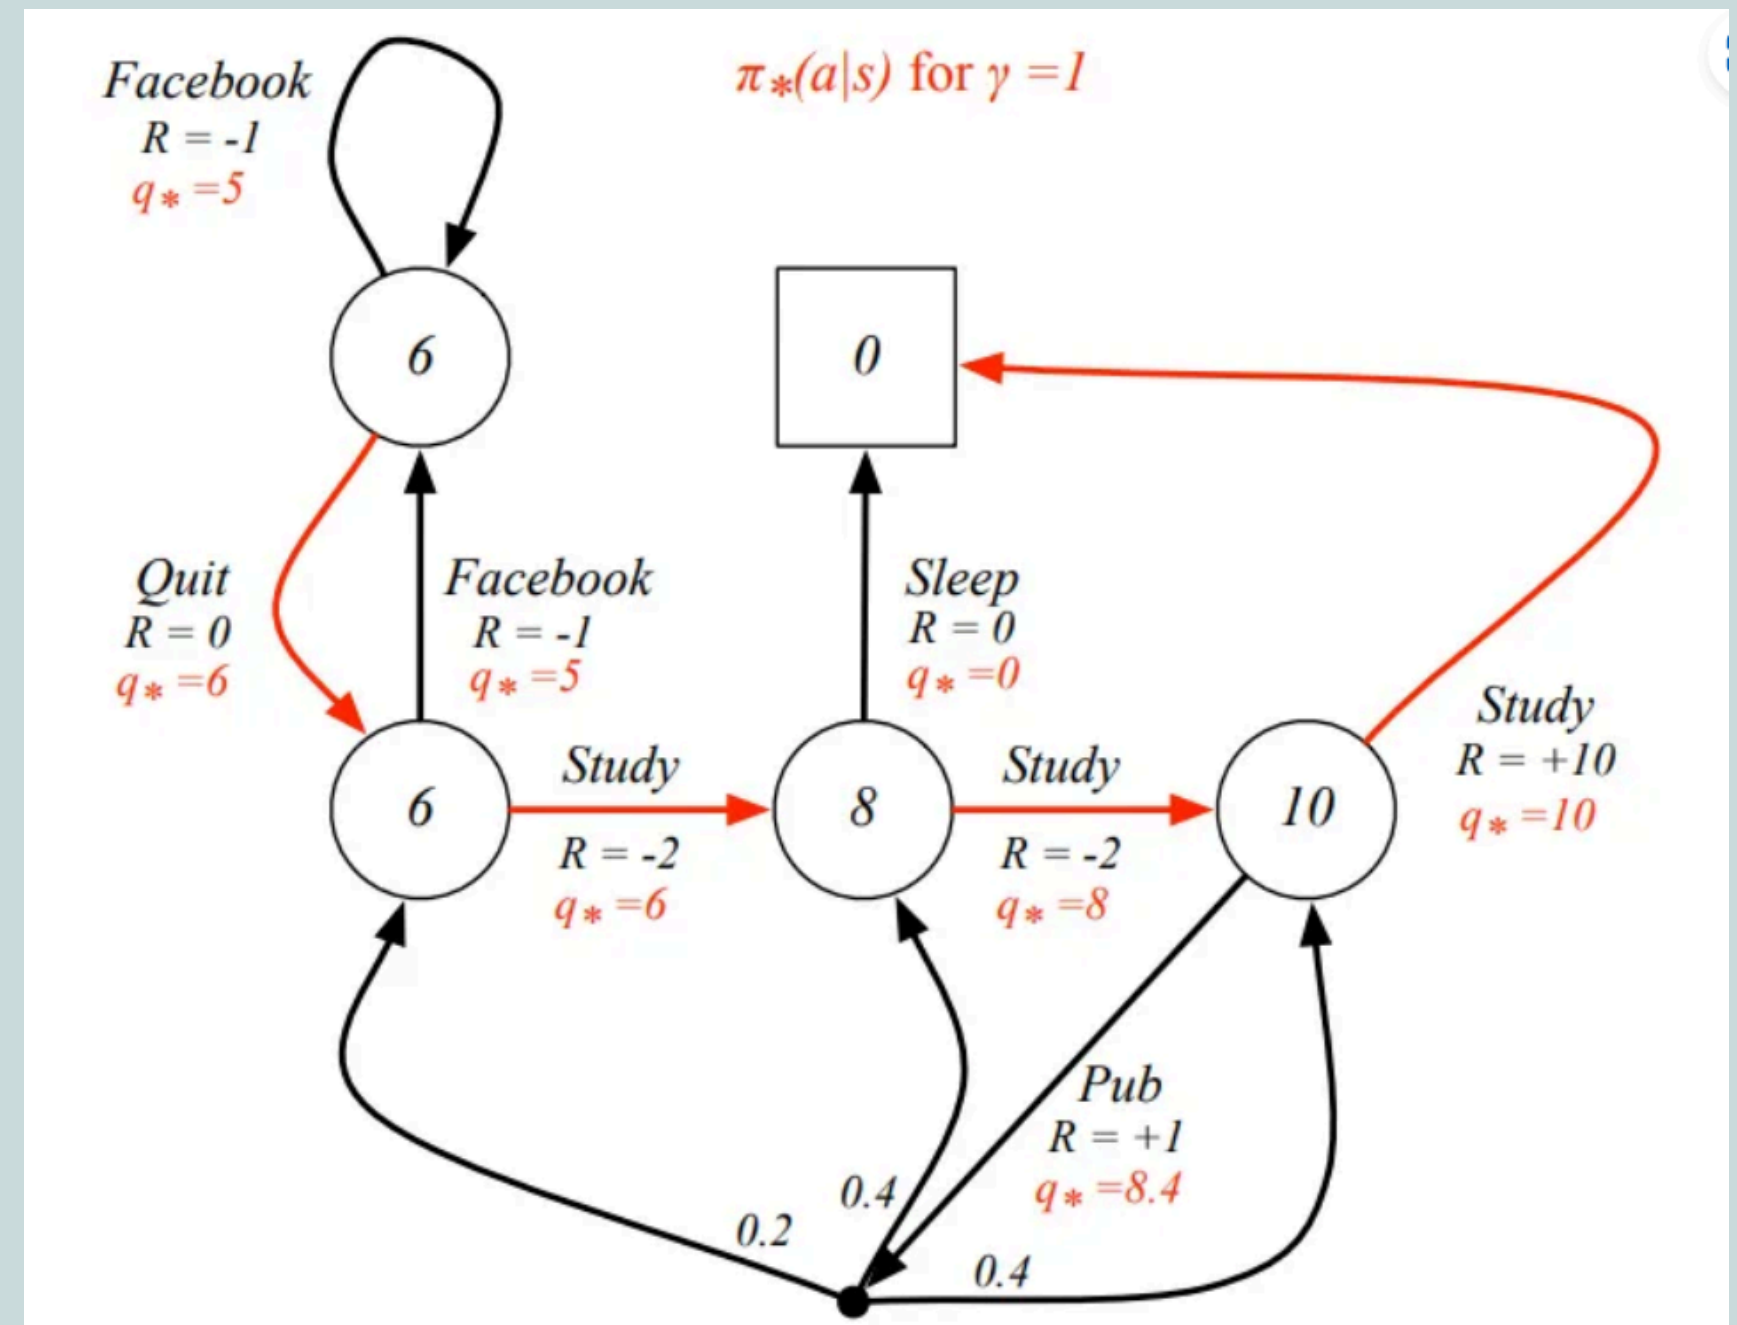 π*(a|s) for γ =1
Facebook
R = -1
q* =5
6
0
Quit
R = 0
q* =6
Facebook
R = -1
q* =5
Sleep
R = 0
q* =0
Study
R = +10
q* =10
6
Study
R = -2
q* =6
8
Study
R = -2
q* =8
10
Pub
R = +1
q* =8.4
0.2
0.4
0.4